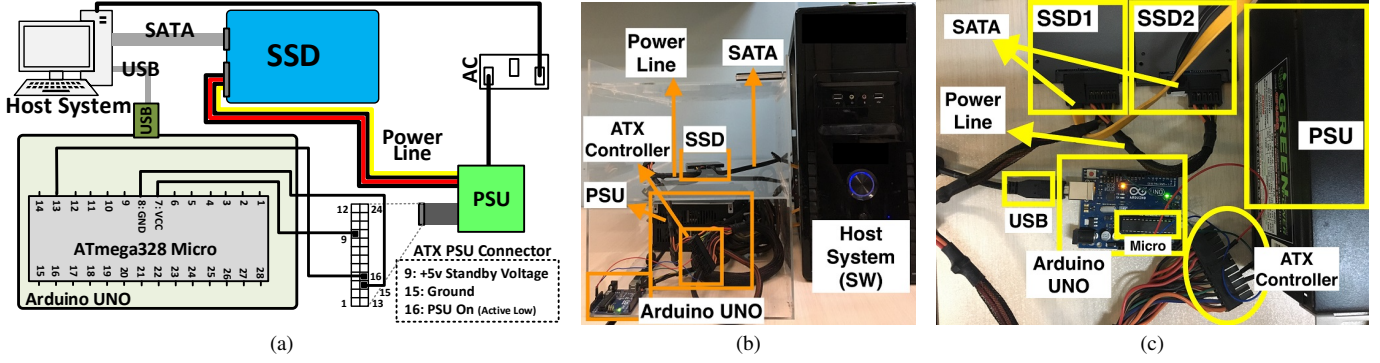 SATA
USB
Host System
USB
SSD
AC
Power
Line
PSU
14 13 12 11 10 9 8:GND 7:VCC 6 5 4 3 2 1
ATmega328 Micro
15 16 17 18 19 20 21 22 23 24 25 26 27 28
Arduino UNO
12 24
9
16
15
1 13
ATX PSU Connector
9: +5v Standby Voltage
15: Ground
16: PSU On (Active Low)
(a)
Power
Line
SATA
ATX
Controller
SSD
PSU
Host
System
(SW)
Arduino UNO
(b)
SSD1
SSD2
SATA
Power
Line
GREEN
PSU
UNO
USB
Micro
Arduino
UNO
ATX
Controller
(c)